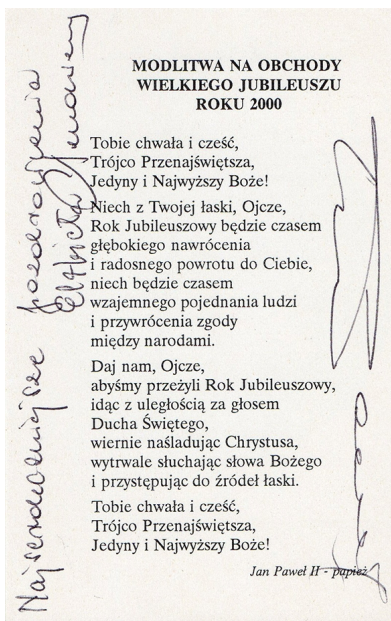 MODLITWA NA OBCHODY
WIELKIEGO JUBILEUSZU
ROKU 2000
Tobie chwała i cześć,
Trójco Przenajświętsza,
Jedyny i Najwyższy Boże!
Niech z Twojej łaski, Ojcze,
Rok Jubileuszowy będzie czasem
głębokiego nawrócenia
i radosnego powrotu do Ciebie,
niech będzie czasem
wzajemnego pojednania ludzi
i przywrócenia zgody
między narodami.
Daj nam, Ojcze,
abyśmy przeżyli Rok Jubileuszowy,
idąc z uległością za głosem
Ducha Świętego,
wiernie naśladując Chrystusa,
wytrwale słuchając słowa Bożego
i przystępując do źródeł łaski.
Tobie chwała i cześć,
Trójco Przenajświętsza,
Jedyny i Najwyższy Boże!
Jan Paweł II - papież
Najserdeczniejsze pozdrowienia
Elżbieta